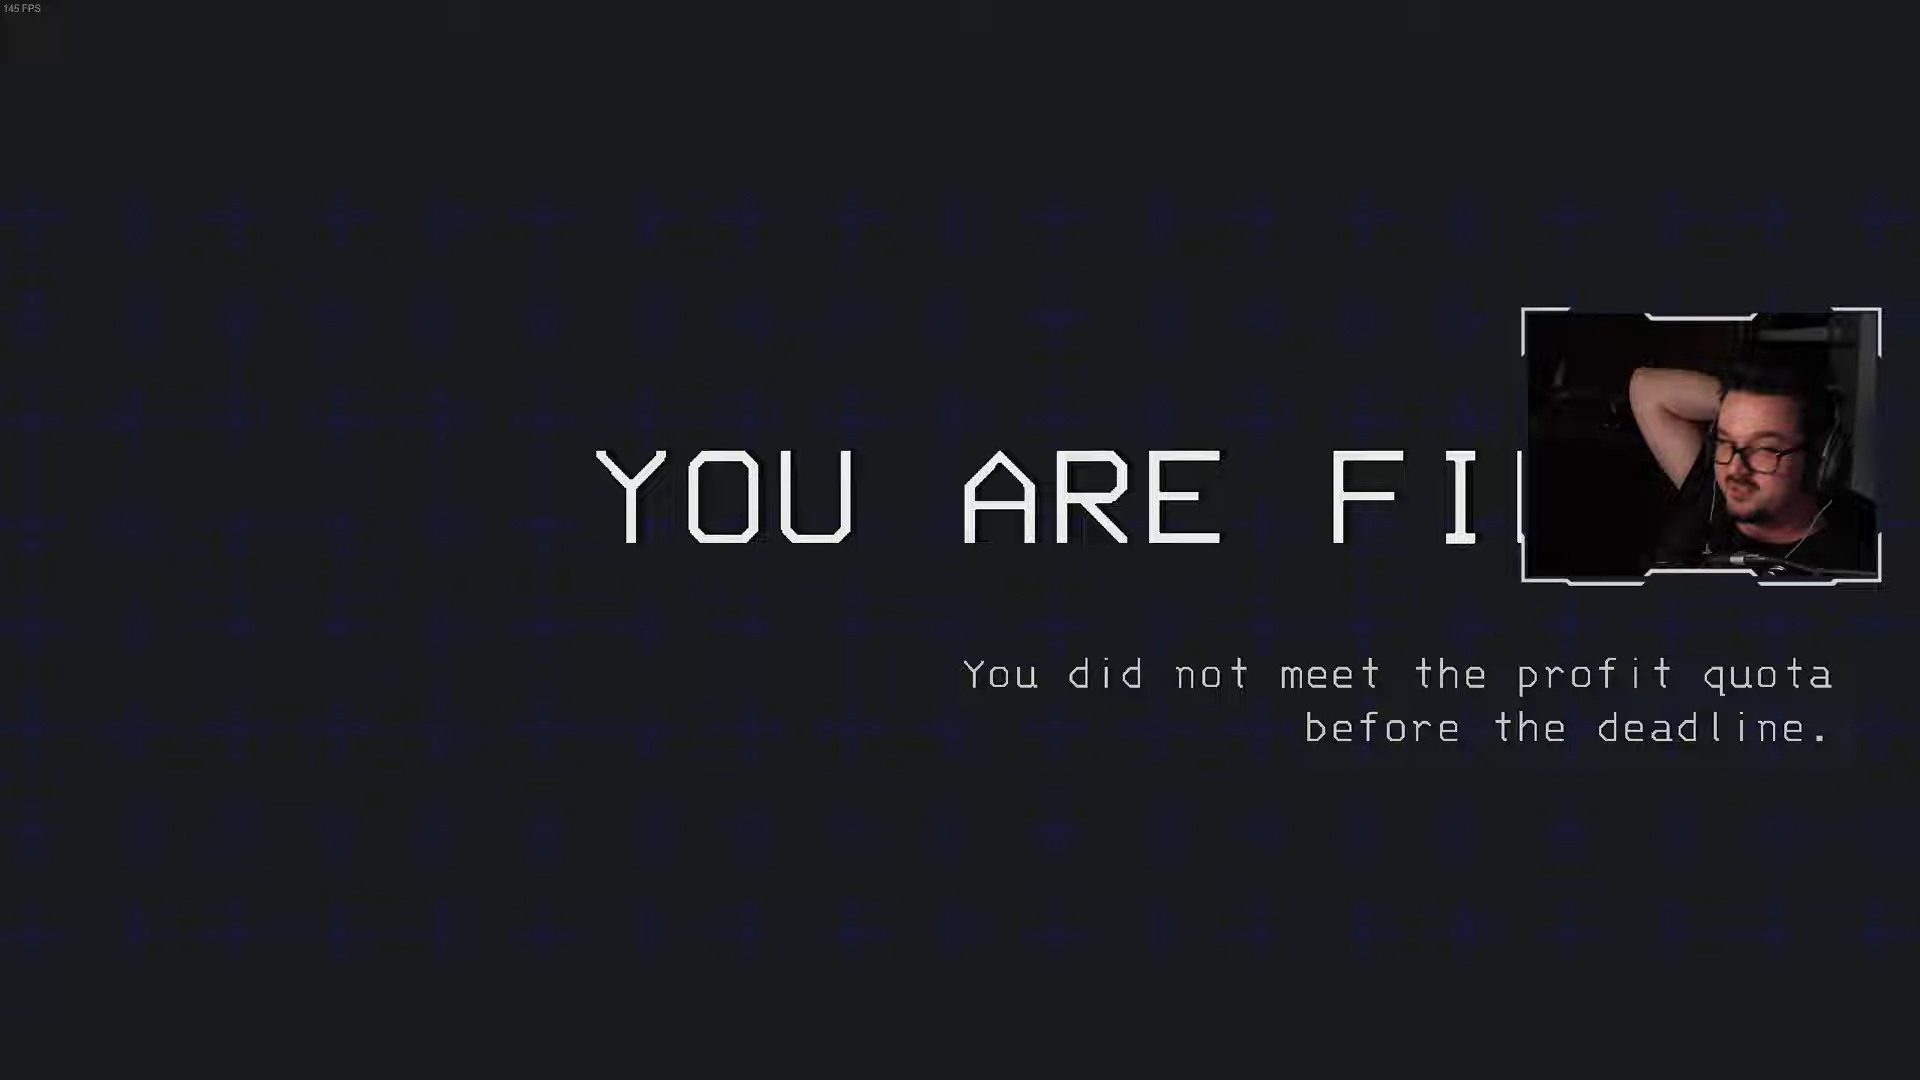 145 FPS
YOU ARE FI
You did not meet the profit quota
before the deadline.